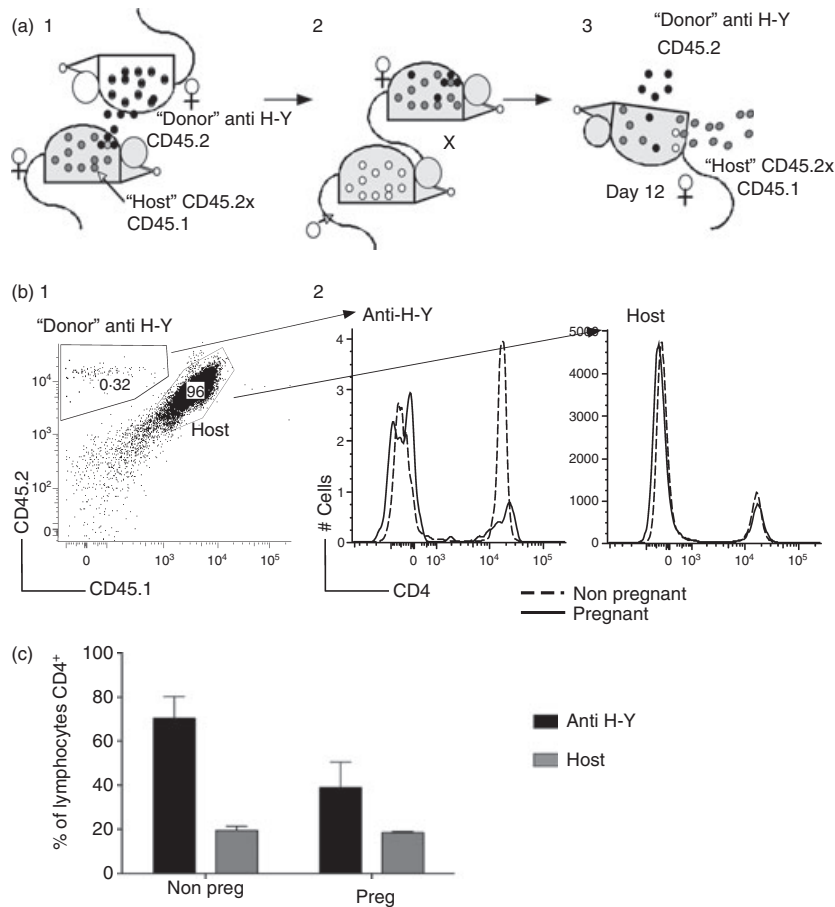 (a) 1
2
3
"Donor" anti H-Y
CD45.2
"Donor" anti H-Y
CD45.2
"Host" CD45.2x
CD45.1
X
Day 12
"Host" CD45.2x
CD45.1
(b) 1
2
"Donor" anti H-Y
0·32
96
Host
10⁴
10³
10²
0
0
10³
10⁴
10⁵
CD45.2
CD45.1
Anti-H-Y
4
3
2
1
0
0
10³
10⁴
10⁵
# Cells
CD4
Host
5000
4000
3000
2000
1000
0
0
10³
10⁴
10⁵
Non pregnant
Pregnant
(c)
% of lymphocytes CD4⁺
100
80
60
40
20
0
Non preg
Preg
Anti H-Y
Host